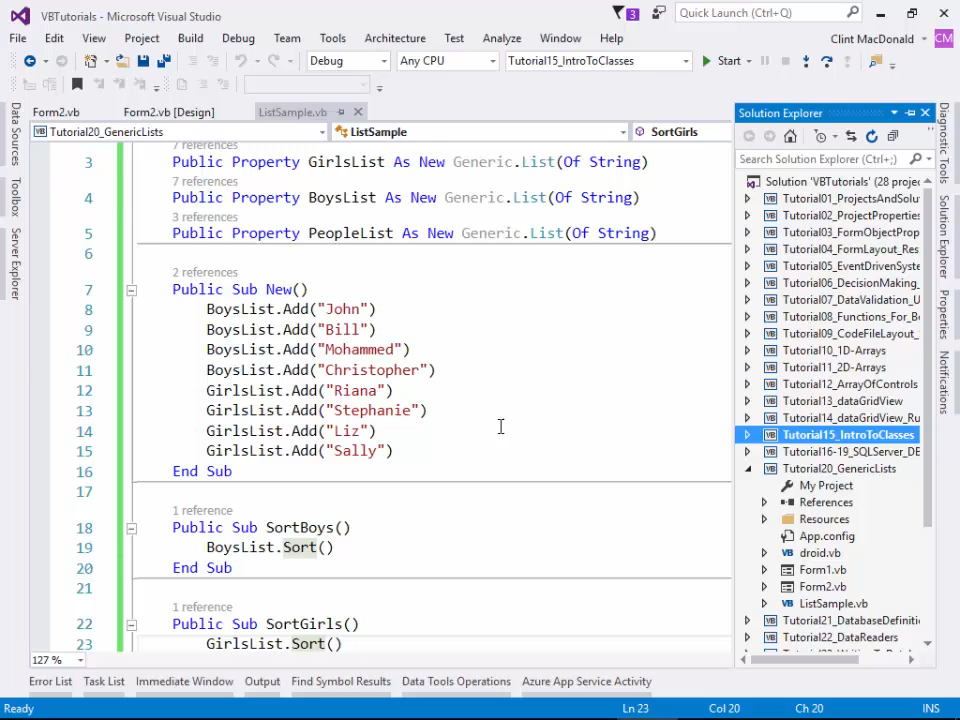 VBTutorials - Microsoft Visual Studio
3
Quick Launch (Ctrl+Q)
File Edit View Project Build Debug Team Tools Architecture Test Analyze Window Help
Clint MacDonald CM
Debug Any CPU Tutorial15_IntroToClasses Start
Form2.vb Form2.vb [Design] ListSample.vb
Tutorial20_GenericLists ListSample SortGirls
Data Sources
Toolbox
Server Explorer
7 references
3 Public Property GirlsList As New Generic.List(Of String)
7 references
4 Public Property BoysList As New Generic.List(Of String)
3 references
5 Public Property PeopleList As New Generic.List(Of String)
6
2 references
7 Public Sub New()
8 BoysList.Add("John")
9 BoysList.Add("Bill")
10 BoysList.Add("Mohammed")
11 BoysList.Add("Christopher")
12 GirlsList.Add("Riana")
13 GirlsList.Add("Stephanie")
14 GirlsList.Add("Liz")
15 GirlsList.Add("Sally")
16 End Sub
17
1 reference
18 Public Sub SortBoys()
19 BoysList.Sort()
20 End Sub
21
1 reference
22 Public Sub SortGirls()
23 GirlsList.Sort()
127 %
Solution Explorer
Search Solution Explorer (Ctrl+;)
Solution 'VBTutorials' (28 projec
Tutorial01_ProjectsAndSolu
Tutorial02_ProjectProperties
Tutorial03_FormObjectProp
Tutorial04_FormLayout_Res
Tutorial05_EventDrivenSyste
Tutorial06_DecisionMaking_
Tutorial07_DataValidation_U
Tutorial08_Functions_For_Be
Tutorial09_CodeFileLayout_
Tutorial10_1D-Arrays
Tutorial11_2D-Arrays
Tutorial12_ArrayOfControls
Tutorial13_dataGridView
Tutorial14_dataGridView_Ru
Tutorial15_IntroToClasses
Tutorial16-19_SQLServer_DE
Tutorial20_GenericLists
My Project
References
Resources
App.config
droid.vb
Form1.vb
Form2.vb
ListSample.vb
Tutorial21_DatabaseDefiniti
Tutorial22_DataReaders
Diagnostic Tools
Solution Explorer
Properties
Notifications
Error List Task List Immediate Window Output Find Symbol Results Data Tools Operations Azure App Service Activity
Ready Ln 23 Col 20 Ch 20 INS